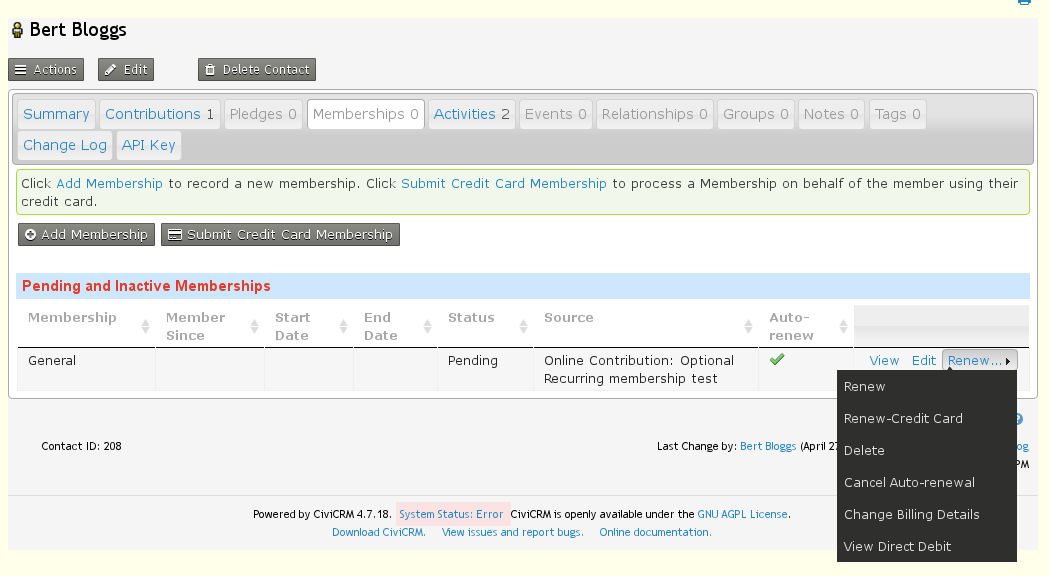 Bert Bloggs
Actions Edit Delete Contact
Summary Contributions 1 Pledges 0 Memberships 0 Activities 2 Events 0 Relationships 0 Groups 0 Notes 0 Tags 0
Change Log API Key
Click Add Membership to record a new membership. Click Submit Credit Card Membership to process a Membership on behalf of the member using their
credit card.
Add Membership Submit Credit Card Membership
Pending and Inactive Memberships
Membership Member Since Start Date End Date Status Source Auto-renew
General Pending Online Contribution: Optional Recurring membership test View Edit Renew...
Renew
Renew-Credit Card
Delete
Cancel Auto-renewal
Change Billing Details
View Direct Debit
Contact ID: 208 Last Change by: Bert Bloggs (April 27
og
PM
Powered by CiviCRM 4.7.18. System Status: Error CiviCRM is openly available under the GNU AGPL License.
Download CiviCRM. View issues and report bugs. Online documentation.